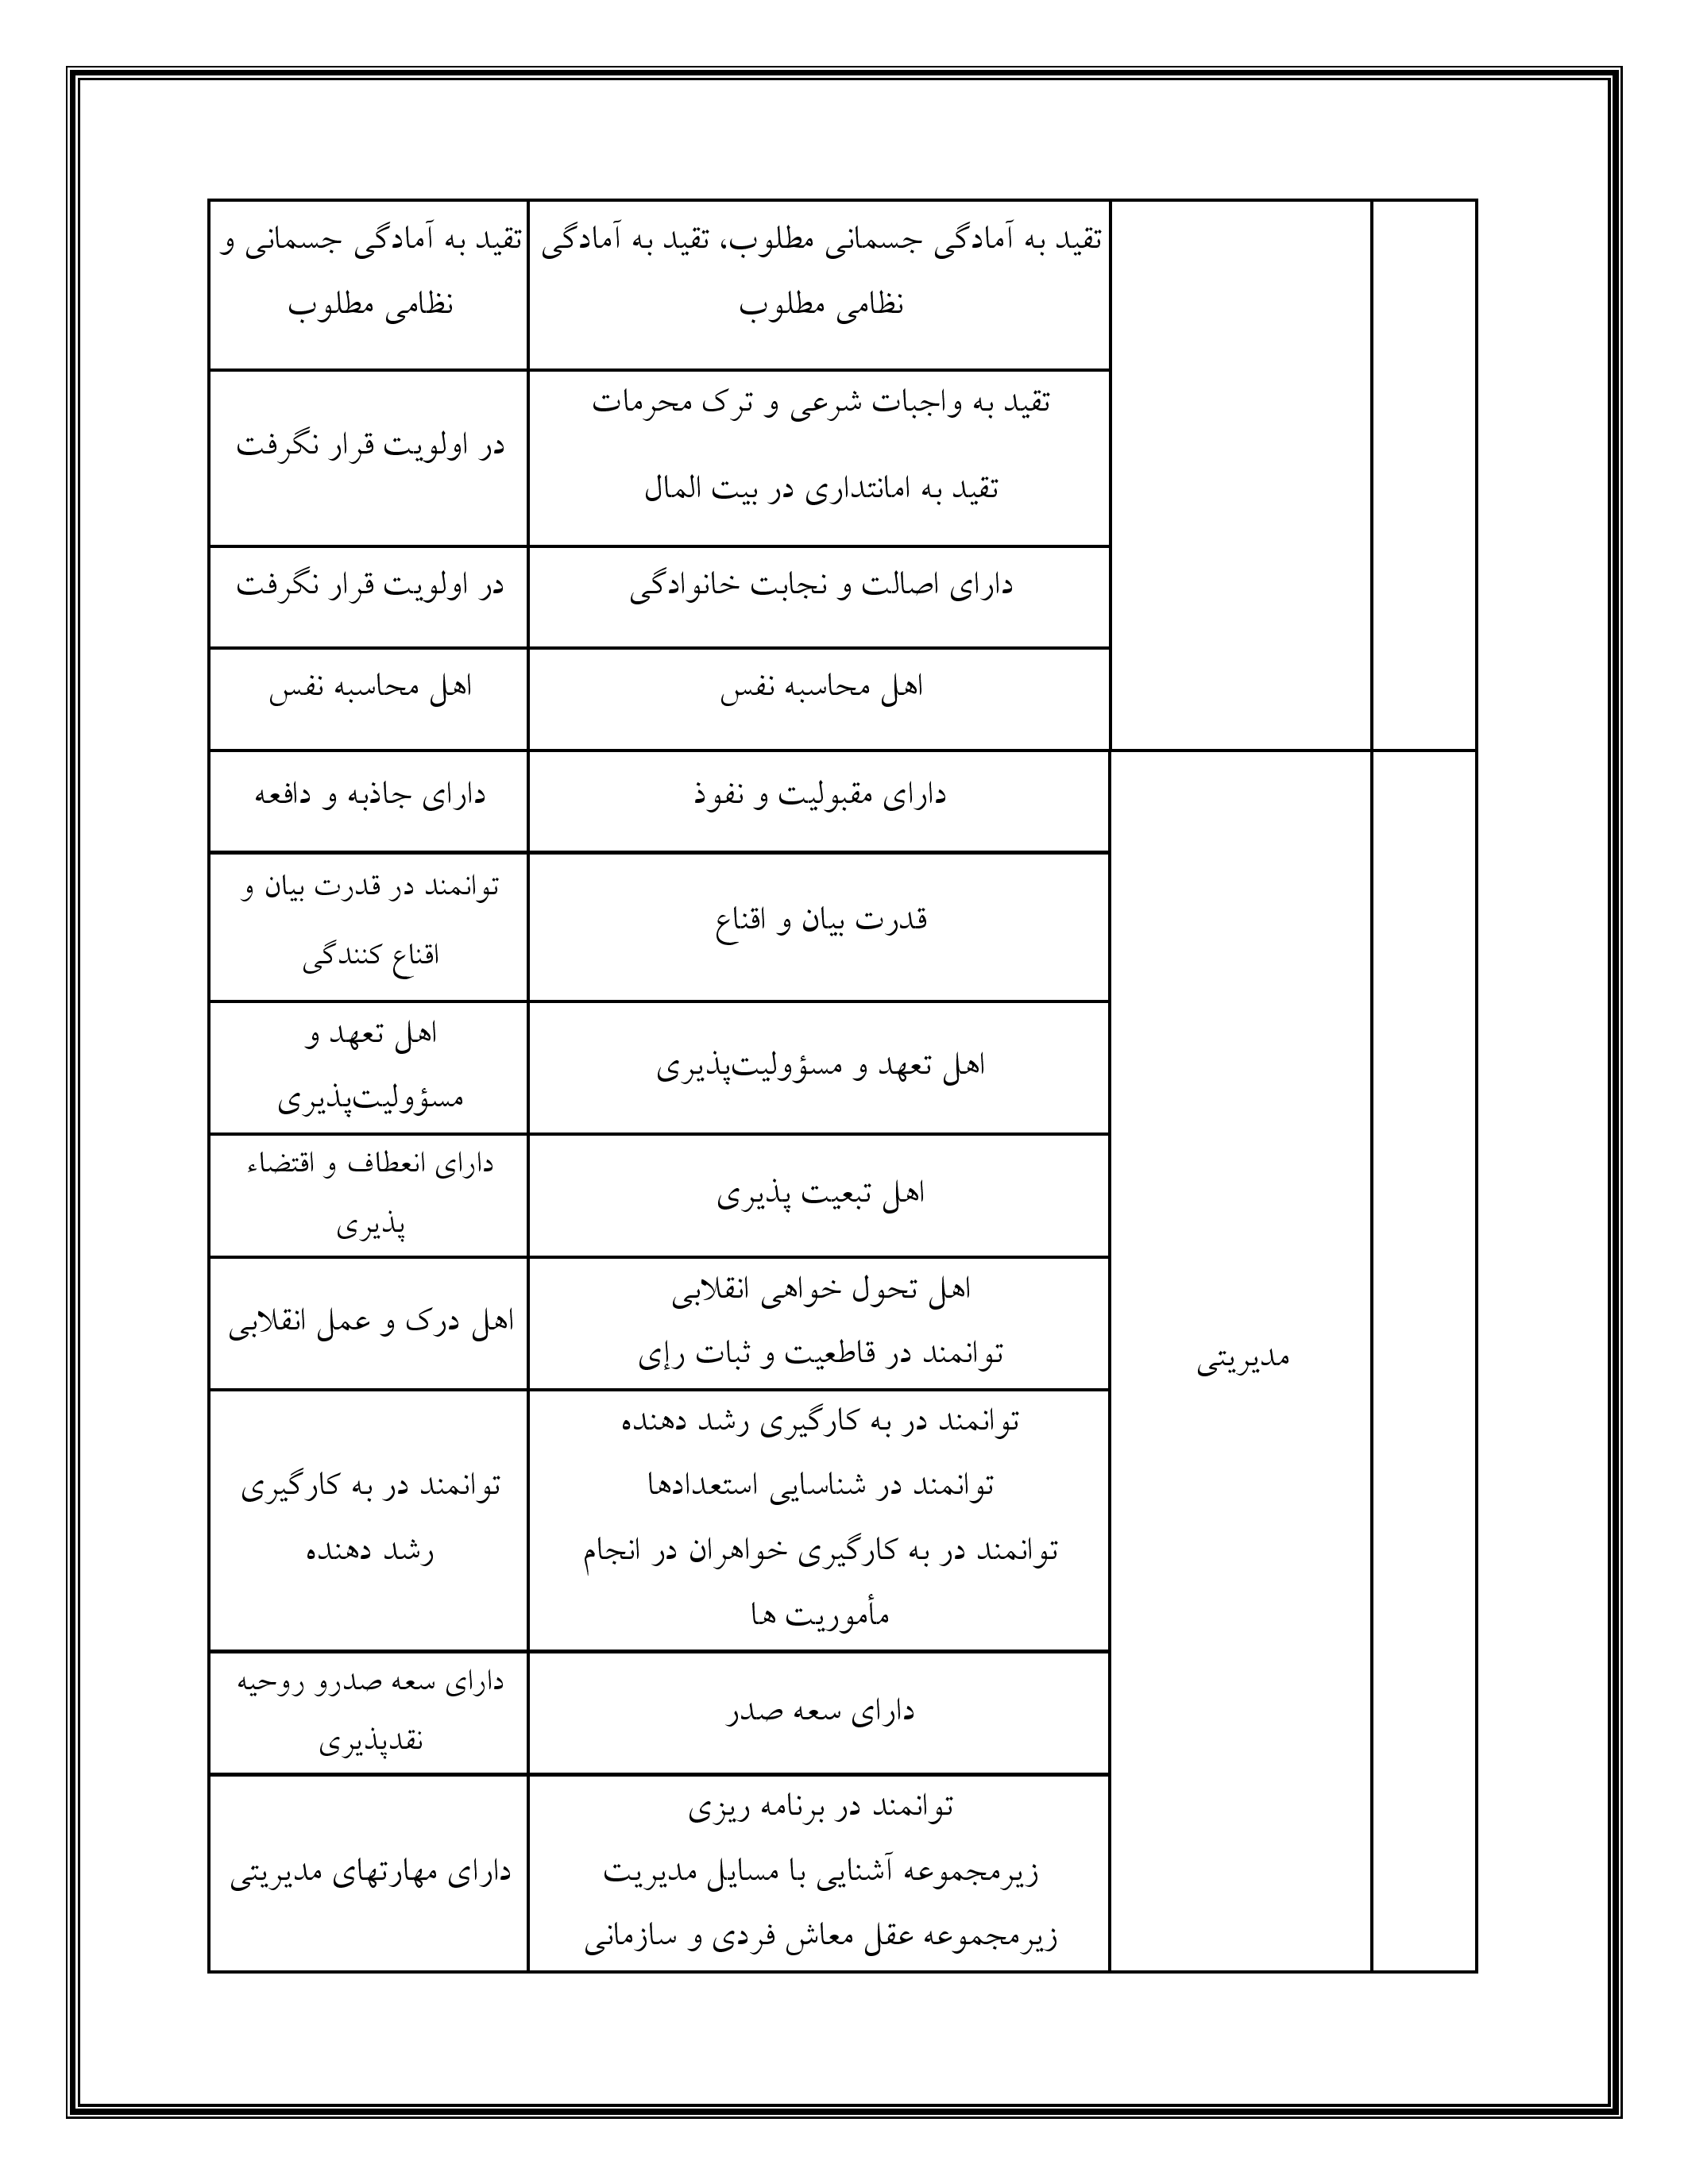 تقید به آمادگی جسمانی مطلوب، تقید به آمادگی
نظامی مطلوب
تقید به آمادگی جسمانی و
نظامی مطلوب
تقید به واجبات شرعی و ترک محرمات
تقید به امانتداری در بیت المال
در اولویت قرار نگرفت
دارای اصالت و نجابت خانوادگی
در اولویت قرار نگرفت
اهل محاسبه نفس
اهل محاسبه نفس
مدیریتی
دارای مقبولیت و نفوذ
دارای جاذبه و دافعه
قدرت بیان و اقناع
توانمند در قدرت بیان و
اقناع کنندگی
اهل تعهد و مسؤولیت‌پذیری
اهل تعهد و
مسؤولیت‌پذیری
اهل تبعیت پذیری
دارای انعطاف و اقتضاء
پذیری
اهل تحول خواهی انقلابی
توانمند در قاطعیت و ثبات رإی
اهل درک و عمل انقلابی
توانمند در به کارگیری رشد دهنده
توانمند در شناسایی استعدادها
توانمند در به کارگیری خواهران در انجام
مأموریت ها
توانمند در به کارگیری
رشد دهنده
دارای سعه صدر
دارای سعه صدرو روحیه
نقدپذیری
توانمند در برنامه ریزی
زیرمجموعه آشنایی با مسایل مدیریت
زیرمجموعه عقل معاش فردی و سازمانی
دارای مهارتهای مدیریتی